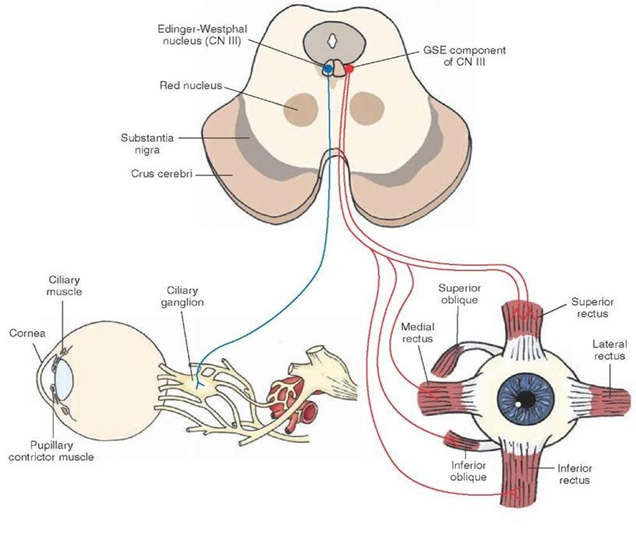 Edinger-Westphal
nucleus (CN III)
GSE component
of CN III
Red nucleus
Substantia
nigra
Crus cerebri
Ciliary
muscle
Ciliary
ganglion
Cornea
Pupillary
contrictor muscle
Superior
oblique
Superior
rectus
Medial
rectus
Lateral
rectus
Inferior
oblique
Inferior
rectus